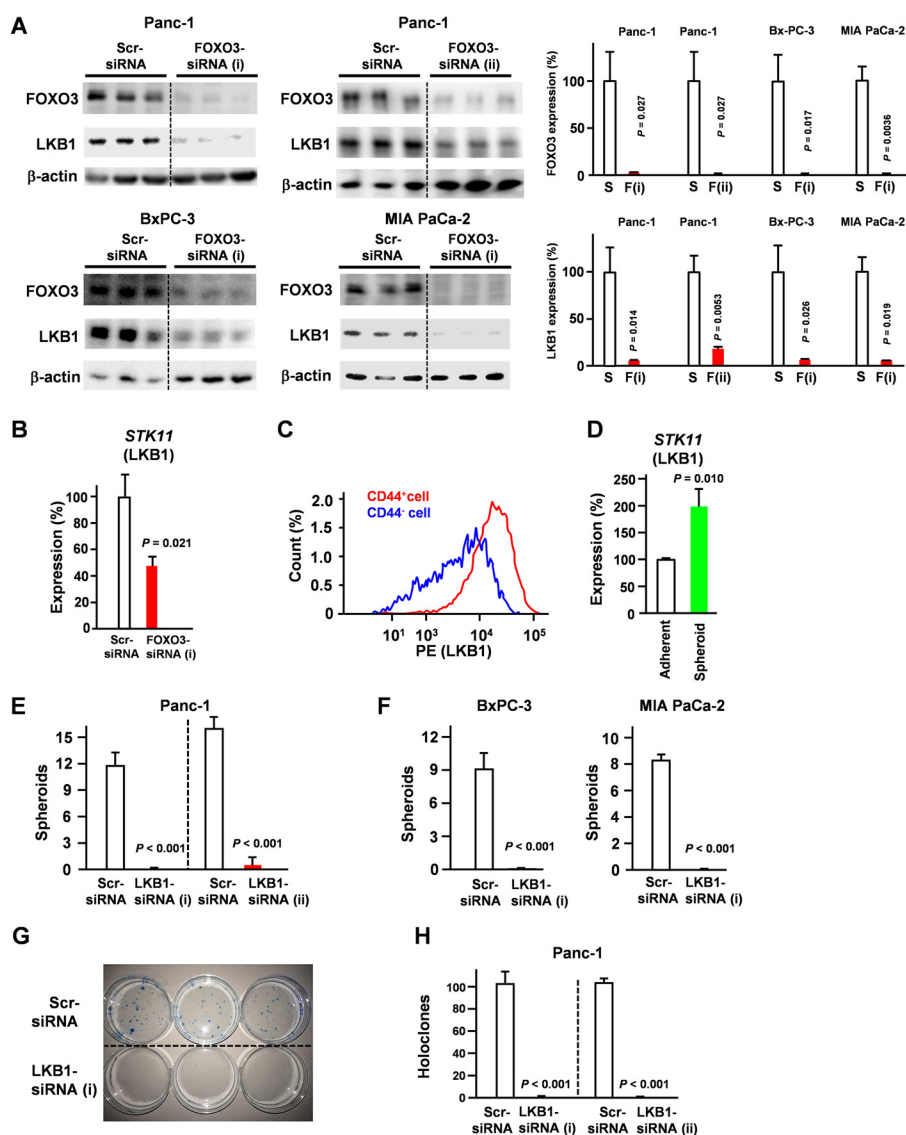 A
Panc-1
Scr-
siRNA
FOXO3-
siRNA (i)
FOXO3
LKB1
β-actin
Panc-1
Scr-
siRNA
FOXO3-
siRNA (ii)
FOXO3
LKB1
β-actin
BxPC-3
Scr-
siRNA
FOXO3-
siRNA (i)
FOXO3
LKB1
β-actin
MIA PaCa-2
Scr-
siRNA
FOXO3-
siRNA (i)
FOXO3
LKB1
β-actin
Panc-1 Panc-1 Bx-PC-3 MIA PaCa-2
FOXO3 expression (%)
100
50
0
P = 0.027
P = 0.027
P = 0.017
P = 0.0036
S F(i) S F(ii) S F(i) S F(i)
Panc-1 Panc-1 Bx-PC-3 MIA PaCa-2
LKB1 expression (%)
100
50
25
0
P = 0.014
P = 0.0053
P = 0.026
P = 0.019
S F(i) S F(ii) S F(i) S F(i)
B
STK11
(LKB1)
Expression (%)
100
80
60
40
20
0
P = 0.021
Scr-
siRNA
FOXO3-
siRNA (i)
C
CD44+cell
CD44- cell
Count (%)
2.0
1.5
1.0
0.5
0
10¹ 10³ 10⁴ 10⁵
PE (LKB1)
D
STK11
(LKB1)
P = 0.010
Expression (%)
250
200
150
100
50
0
Adherent
Spheroid
E
Panc-1
Spheroids
15
12
9
6
3
0
P < 0.001
P < 0.001
Scr-
siRNA
LKB1-
siRNA (i)
Scr-
siRNA
LKB1-
siRNA (ii)
F
BxPC-3
Spheroids
12
9
6
3
0
P < 0.001
Scr-
siRNA
LKB1-
siRNA (i)
MIA PaCa-2
Spheroids
10
8
6
4
2
0
P < 0.001
Scr-
siRNA
LKB1-
siRNA (i)
G
Scr-
siRNA
LKB1-
siRNA (i)
H
Panc-1
Holoclones
100
80
60
40
20
0
P < 0.001
P < 0.001
Scr-
siRNA
LKB1-
siRNA (i)
Scr-
siRNA
LKB1-
siRNA (ii)